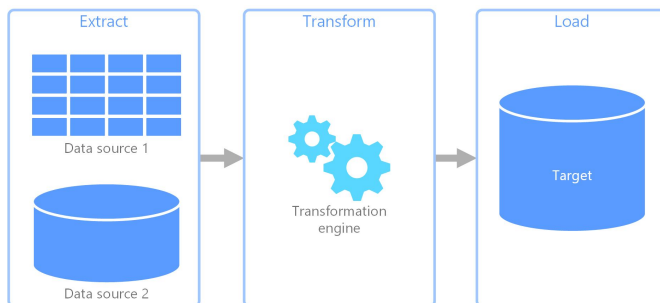 Extract
Data source 1
Data source 2
Transform
Transformation
engine
Load
Target